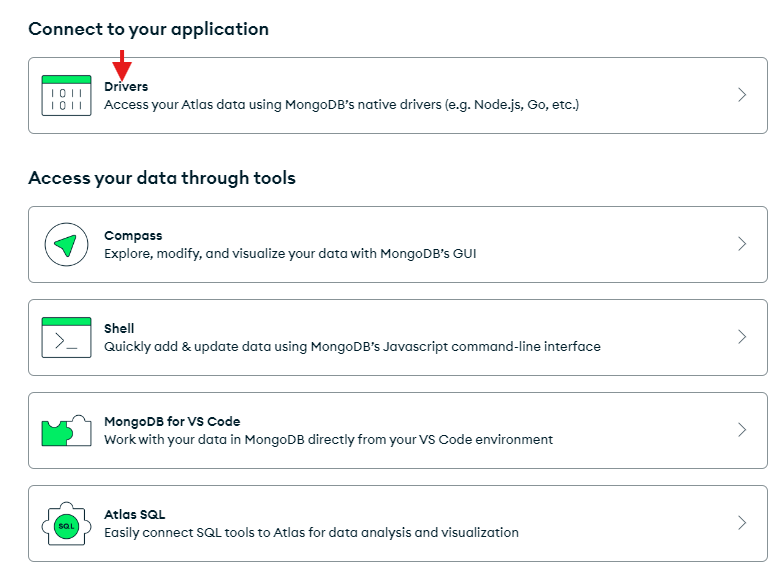 Connect to your application
Drivers
Access your Atlas data using MongoDB's native drivers (e.g. Node.js, Go, etc.)
Access your data through tools
Compass
Explore, modify, and visualize your data with MongoDB's GUI
Shell
Quickly add & update data using MongoDB's Javascript command-line interface
MongoDB for VS Code
Work with your data in MongoDB directly from your VS Code environment
Atlas SQL
Easily connect SQL tools to Atlas for data analysis and visualization
SQL